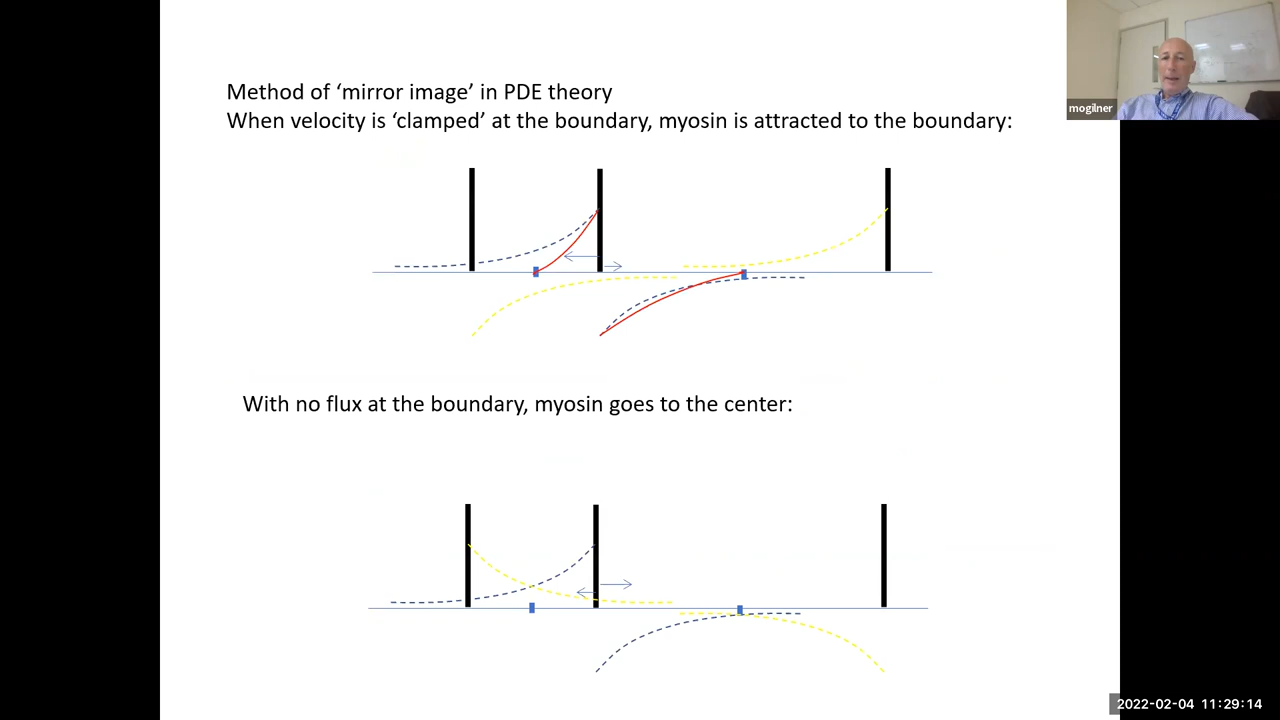 Method of ‘mirror image’ in PDE theory
When velocity is ‘clamped’ at the boundary, myosin is attracted to the boundary:
mogilner
With no flux at the boundary, myosin goes to the center:
2022-02-04 11:29:14